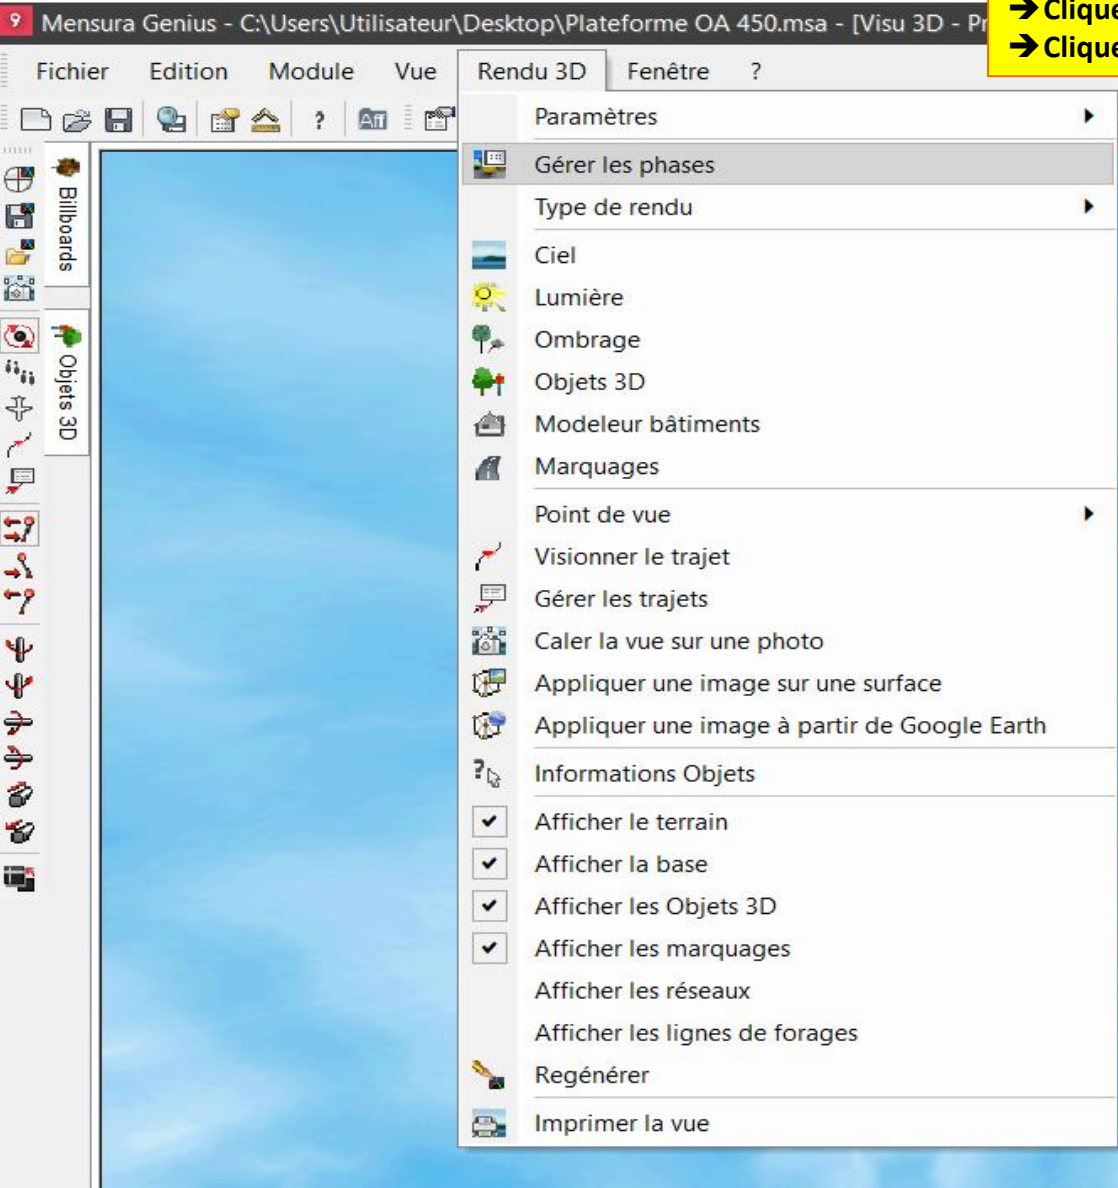 9 Mensura Genius - C:\Users\Utilisateur\Desktop\Plateforme OA 450.msa - [Visu 3D - Pr
➔Clique
➔Clique
Fichier Edition Module Vue Rendu 3D Fenêtre ?
? Aff
Billboards
Objets 3D
Paramètres
Gérer les phases
Type de rendu
Ciel
Lumière
Ombrage
Objets 3D
Modeleur bâtiments
Marquages
Point de vue
Visionner le trajet
Gérer les trajets
Caler la vue sur une photo
Appliquer une image sur une surface
Appliquer une image à partir de Google Earth
? Informations Objets
Afficher le terrain
Afficher la base
Afficher les Objets 3D
Afficher les marquages
Afficher les réseaux
Afficher les lignes de forages
Regénérer
Imprimer la vue